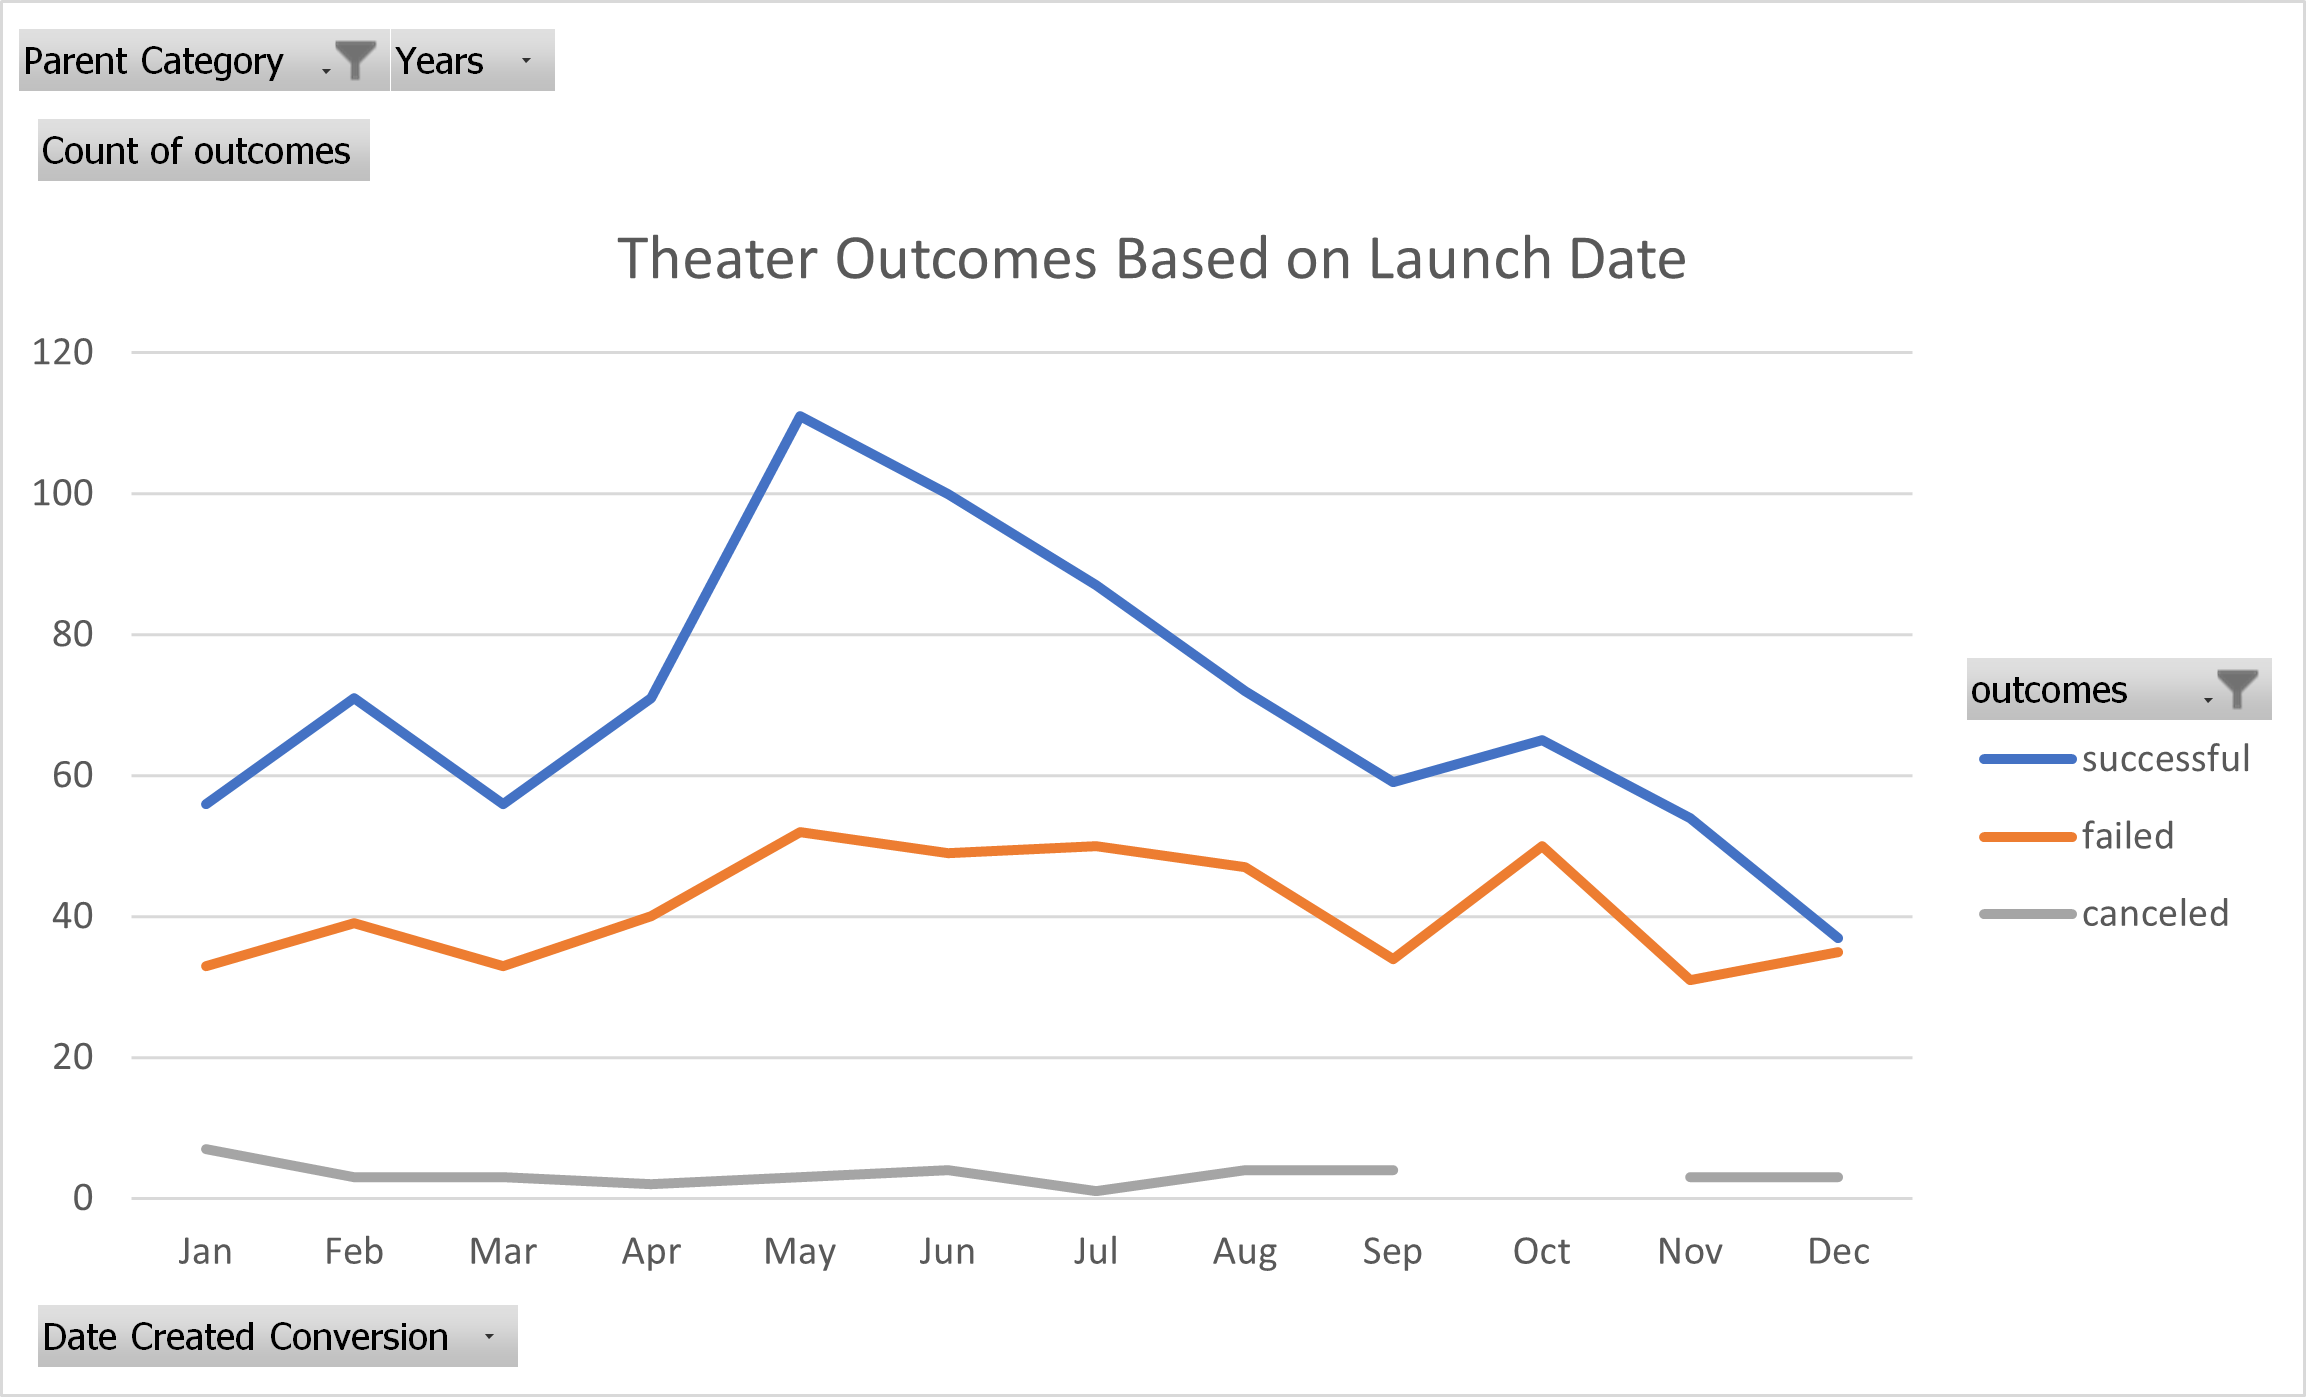 Parent Category Years
Count of outcomes
Theater Outcomes Based on Launch Date
120
100
80
60
40
20
0
Jan Feb Mar Apr May Jun Jul Aug Sep Oct Nov Dec
outcomes
successful
failed
canceled
Date Created Conversion